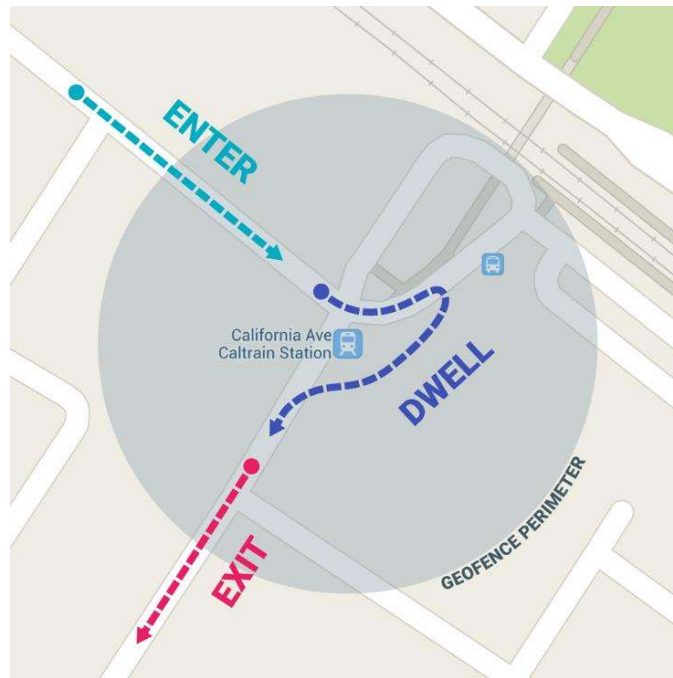 ENTER
California Ave
Caltrain Station
DWELL
GEOFENCE PERIMETER
EXIT